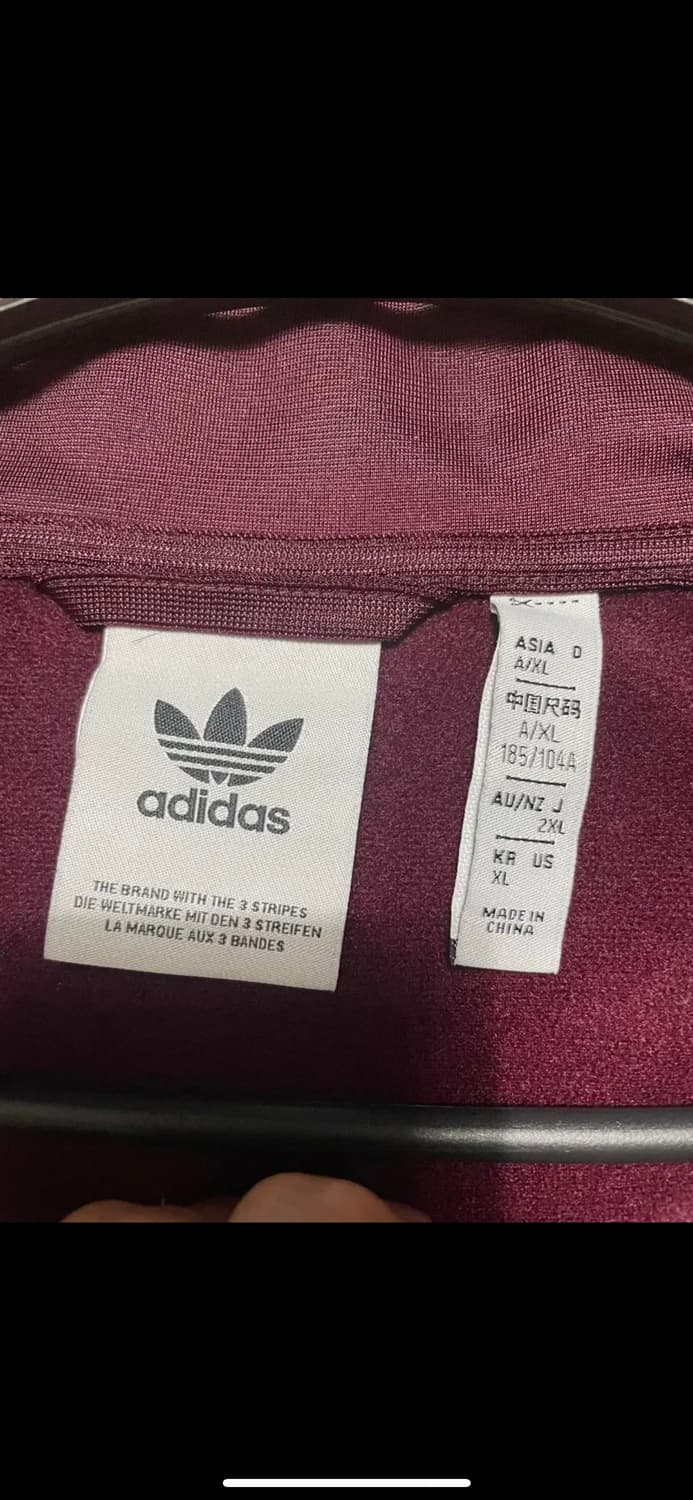 adidas
THE BRAND WITH THE 3 STRIPES
DIE WELTMARKE MIT DEN 3 STREIFEN
LA MARQUE AUX 3 BANDES
ASIA D
A/XL
中国尺码
A/XL
185/104A
AU/NZ J
2XL
KR US
XL
MADE IN
CHINA